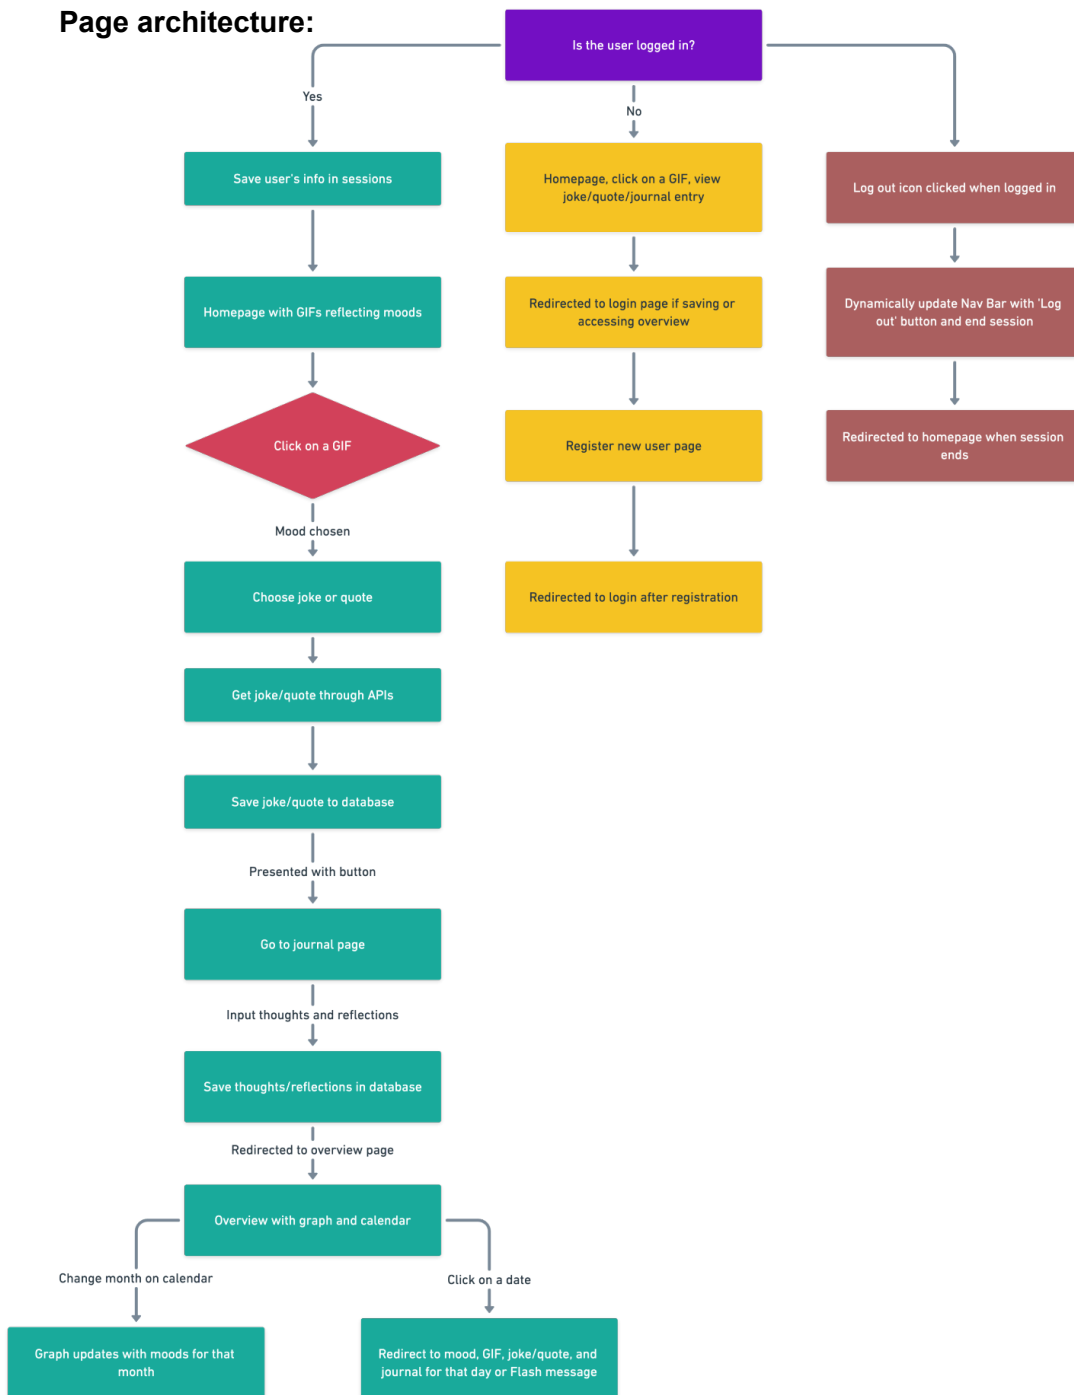 Page architecture:
Is the user logged in?
Yes
No
Save user's info in sessions
Homepage, click on a GIF, view
joke/quote/journal entry
Log out icon clicked when logged in
Homepage with GIFs reflecting moods
Redirected to login page if saving or
accessing overview
Dynamically update Nav Bar with 'Log
out' button and end session
Click on a GIF
Register new user page
Redirected to homepage when session
ends
Mood chosen
Choose joke or quote
Redirected to login after registration
Get joke/quote through APIs
Save joke/quote to database
Presented with button
Go to journal page
Input thoughts and reflections
Save thoughts/reflections in database
Redirected to overview page
Overview with graph and calendar
Change month on calendar
Click on a date
Graph updates with moods for that
month
Redirect to mood, GIF, joke/quote, and
journal for that day or Flash message